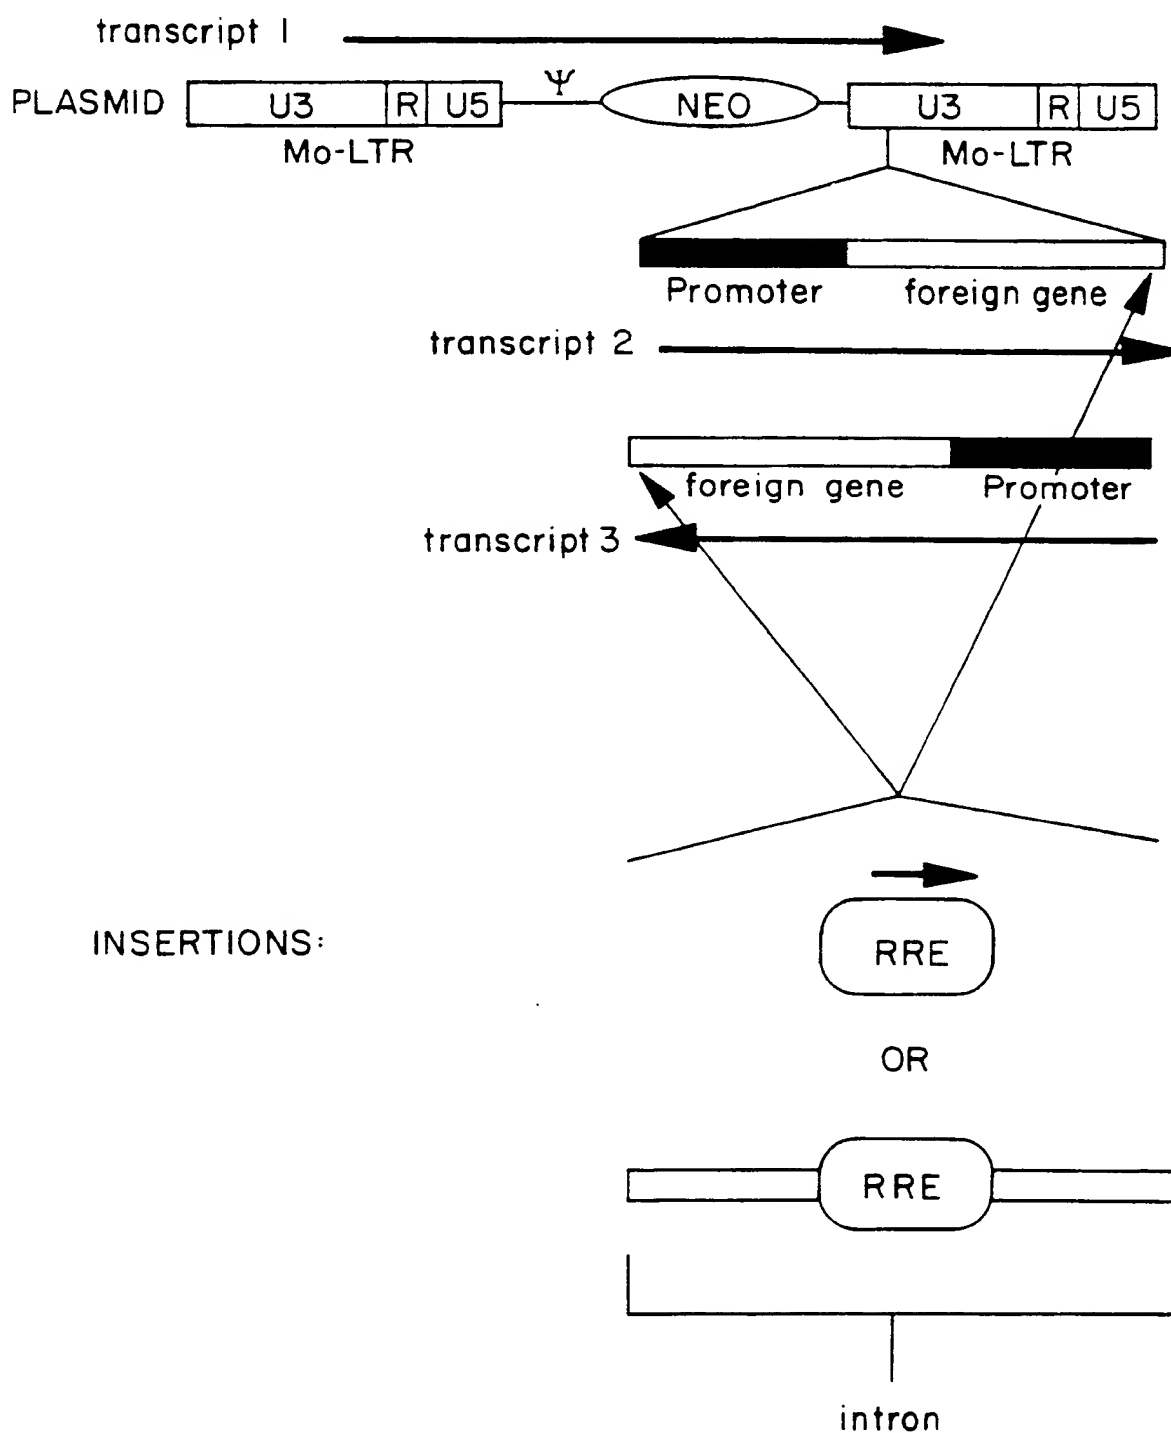 transcript 1
Ψ
PLASMID U3 R U5 NEO U3 R U5
Mo-LTR Mo-LTR
Promoter foreign gene
transcript 2
foreign gene Promoter
transcript 3
INSERTIONS:
RRE
OR
RRE
intron